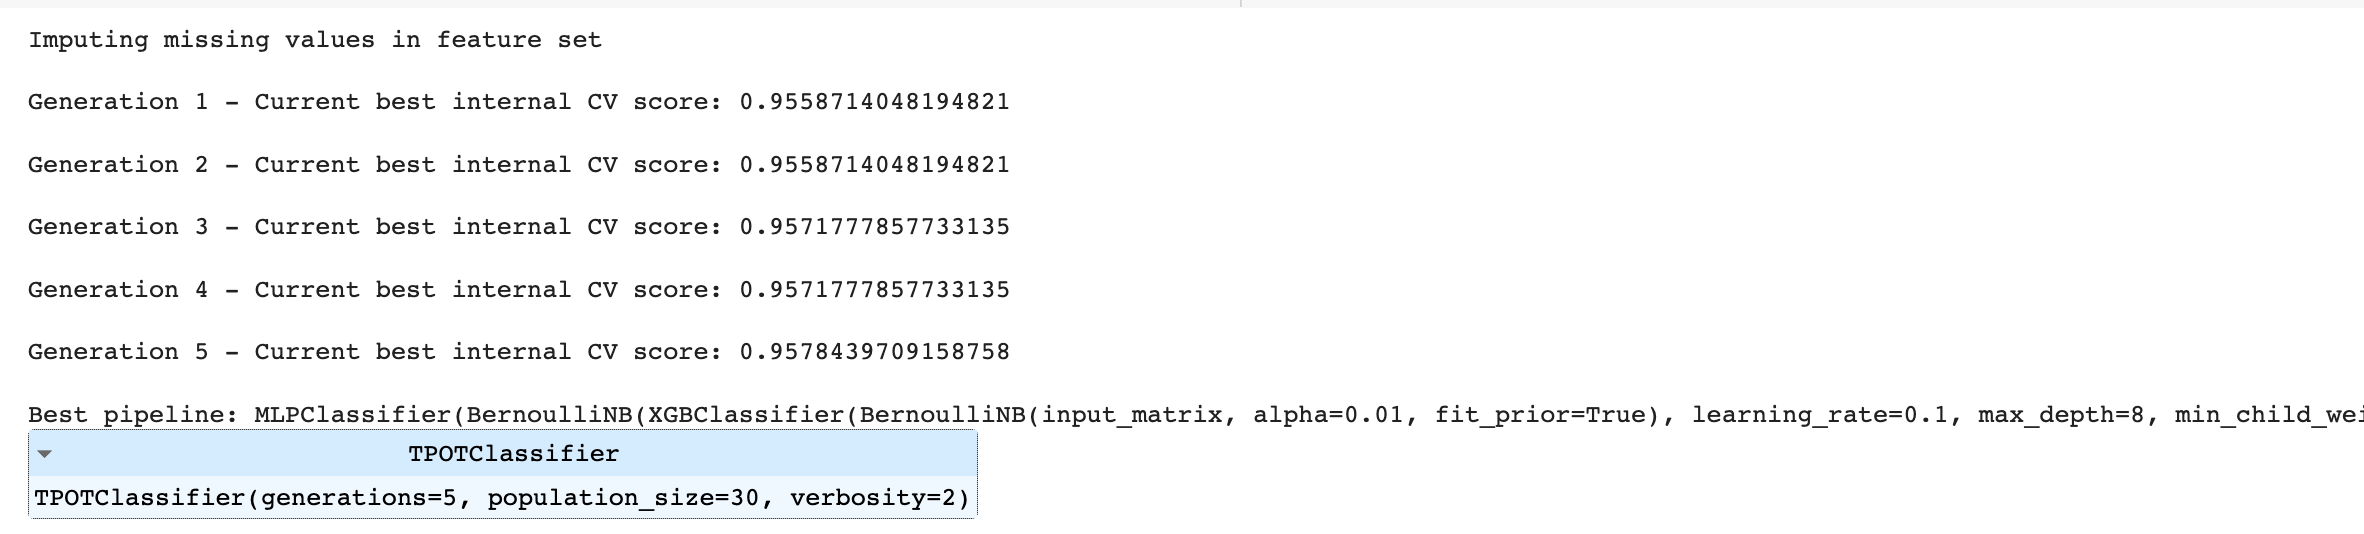 Imputing missing values in feature set
Generation 1 - Current best internal CV score: 0.9558714048194821
Generation 2 - Current best internal CV score: 0.9558714048194821
Generation 3 - Current best internal CV score: 0.9571777857733135
Generation 4 - Current best internal CV score: 0.9571777857733135
Generation 5 - Current best internal CV score: 0.9578439709158758
Best pipeline: MLPClassifier(BernoulliNB(XGBClassifier(BernoulliNB(input_matrix, alpha=0.01, fit_prior=True), learning_rate=0.1, max_depth=8, min_child_wei
TPOTClassifier
TPOTClassifier(generations=5, population_size=30, verbosity=2)